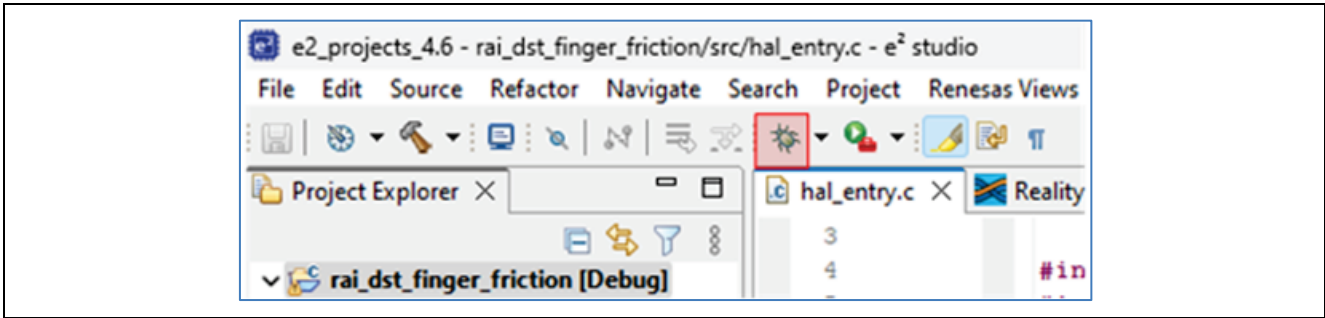 e2_projects_4.6 - rai_dst_finger_friction/src/hal_entry.c - e² studio
File Edit Source Refactor Navigate Search Project Renesas Views
Project Explorer
hal_entry.c
Reality
3
4
#in
rai_dst_finger_friction [Debug]